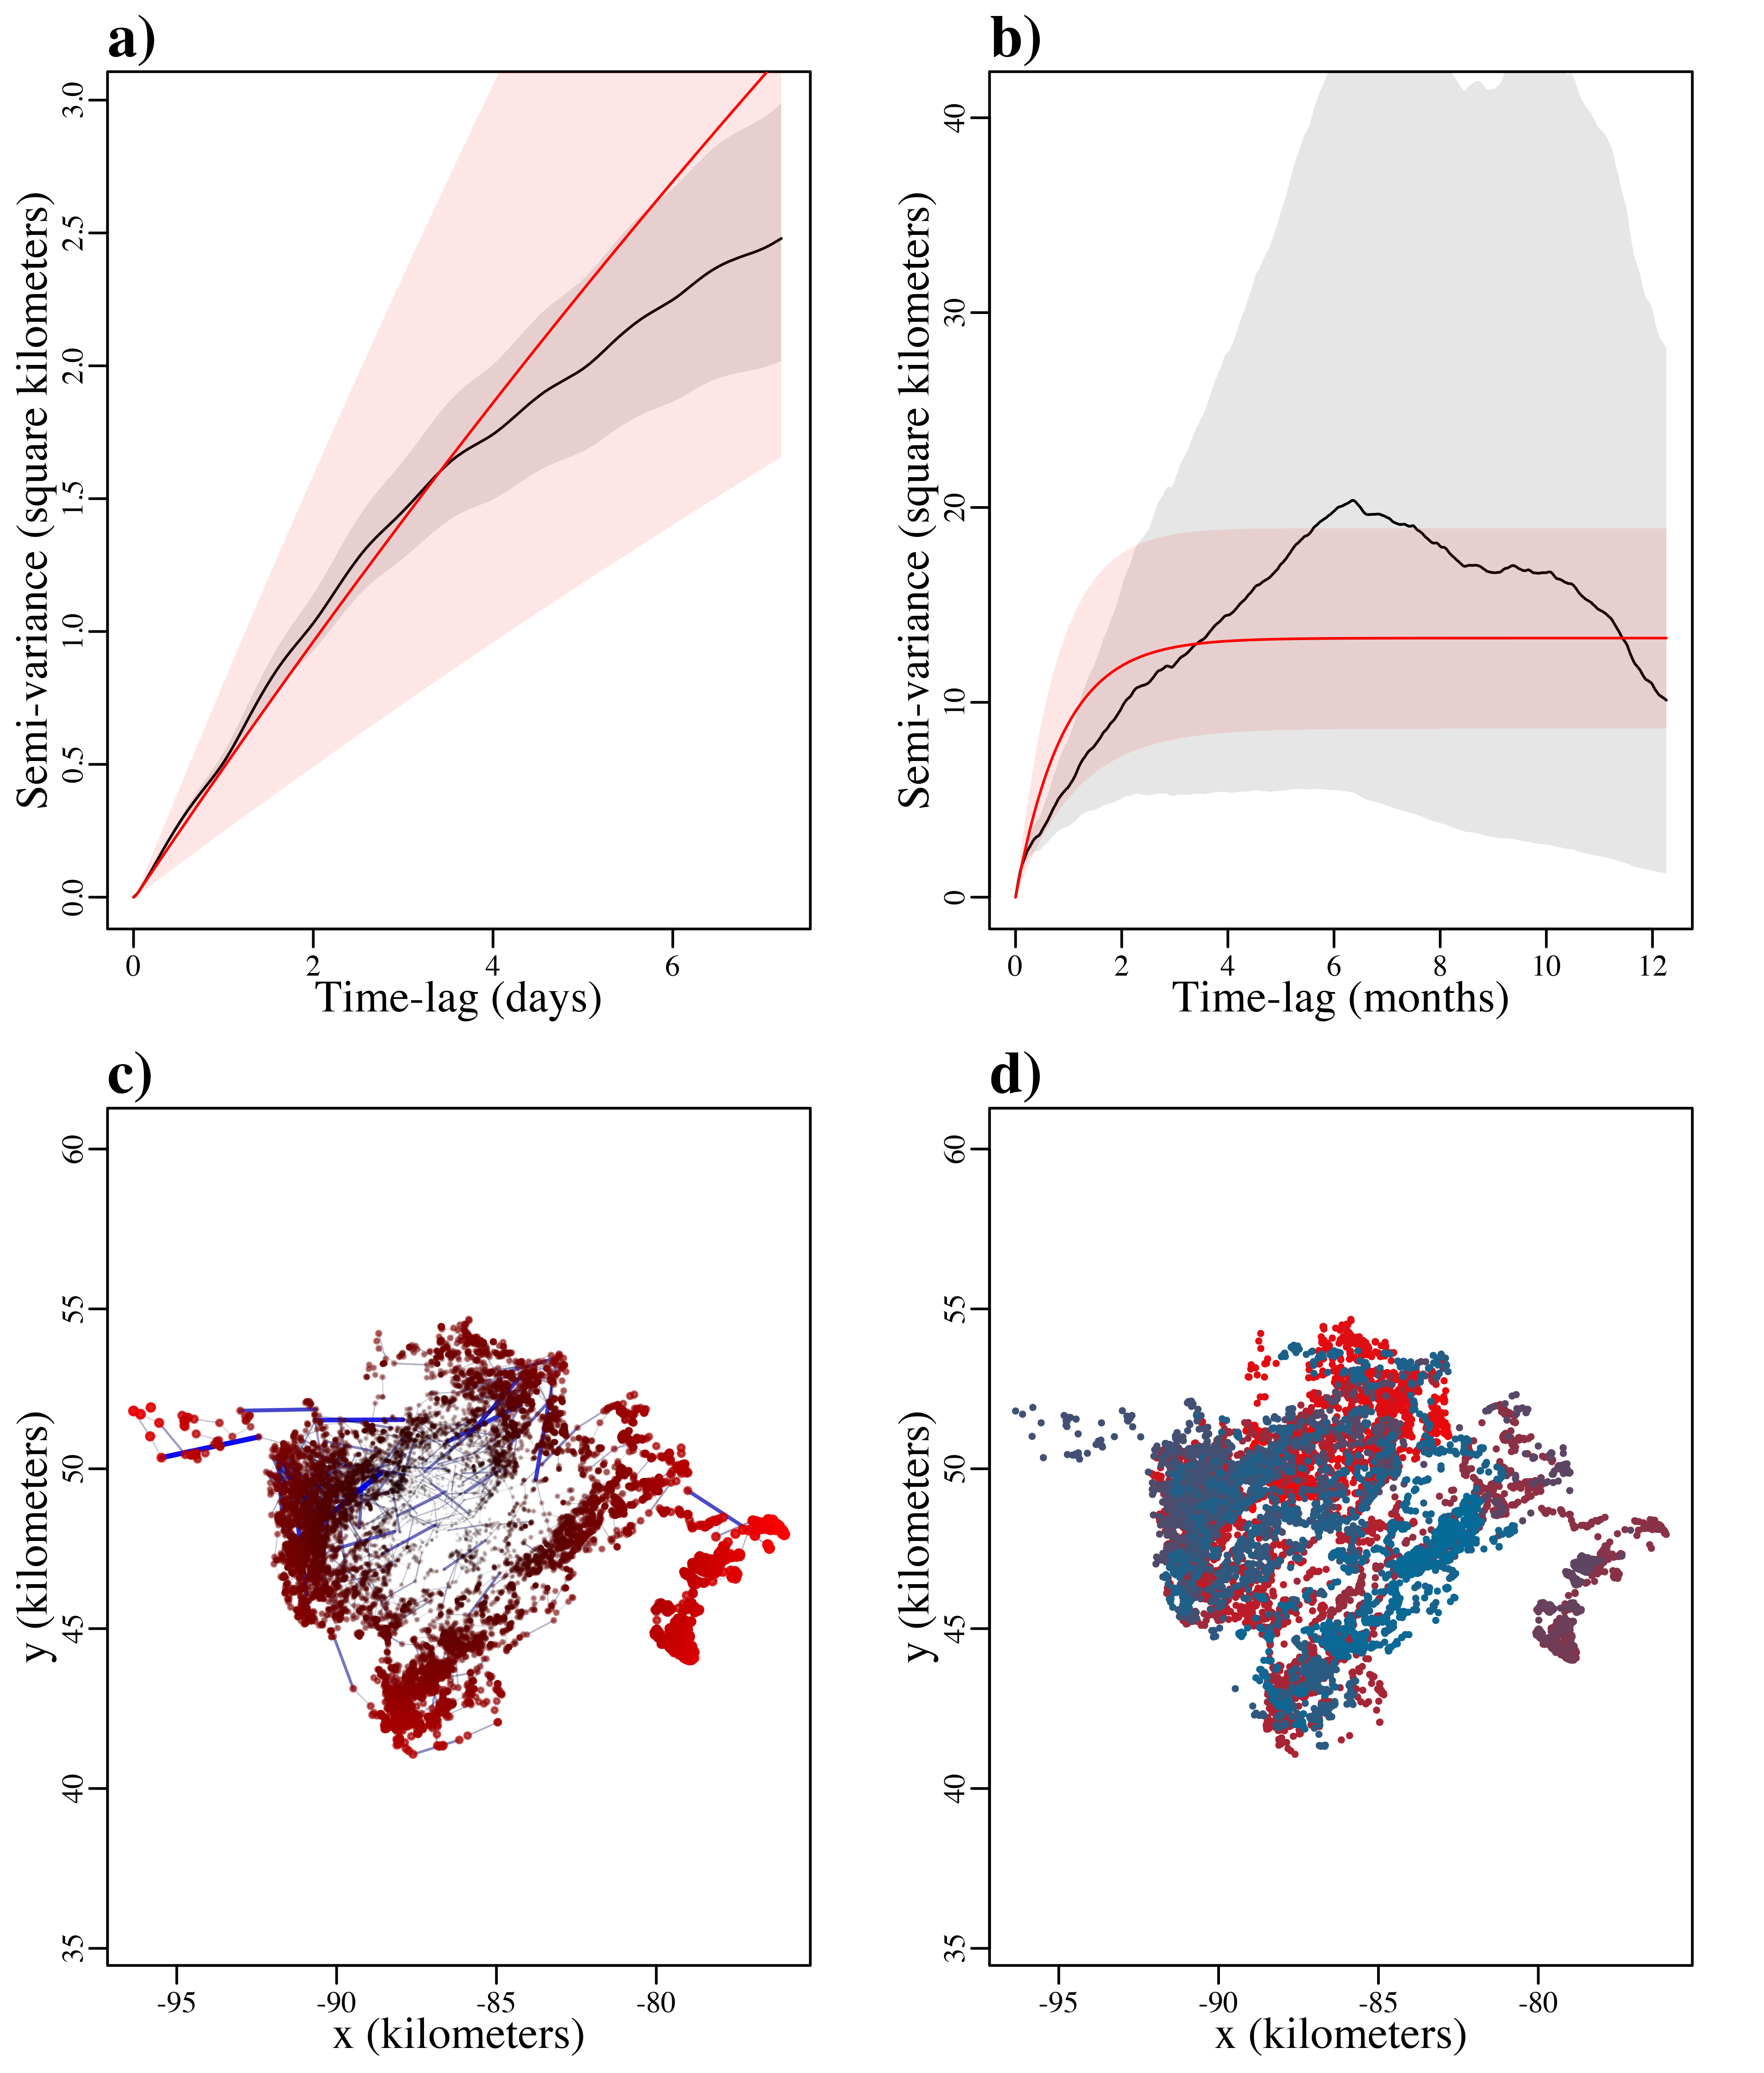 a)
Semi-variance (square kilometers)
3.0
2.5
2.0
1.5
1.0
0.5
0.0
0 2 4 6
Time-lag (days)
b)
Semi-variance (square kilometers)
40
30
20
10
0
0 2 4 6 8 10 12
Time-lag (months)
c)
y (kilometers)
60
55
50
45
40
35
-95 -90 -85 -80
x (kilometers)
d)
y (kilometers)
60
55
50
45
40
35
-95 -90 -85 -80
x (kilometers)